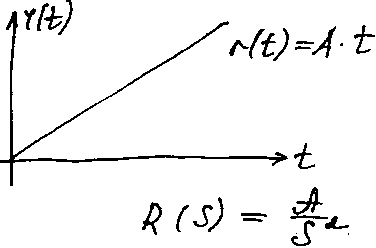 r(t)
r(t)=A·t
t
R(S) = A/S²